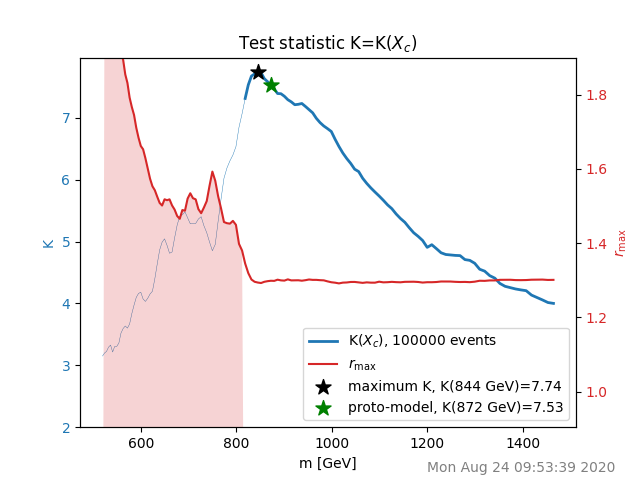 Test statistic K=K(X_c)
7
6
5
4
3
2
K
1.8
1.6
1.4
1.2
1.0
r_max
K(X_c), 100000 events
r_max
maximum K, K(844 GeV)=7.74
proto-model, K(872 GeV)=7.53
600 800 1000 1200 1400
m [GeV]
Mon Aug 24 09:53:39 2020